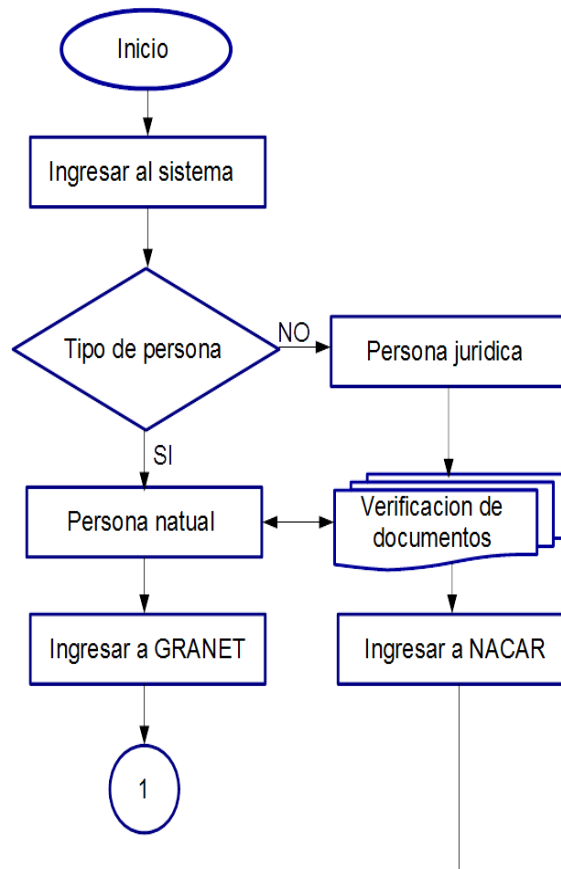 Inicio
Ingresar al sistema
Tipo de persona
NO
Persona juridica
SI
Persona natual
Verificacion de
documentos
Ingresar a GRANET
Ingresar a NACAR
1